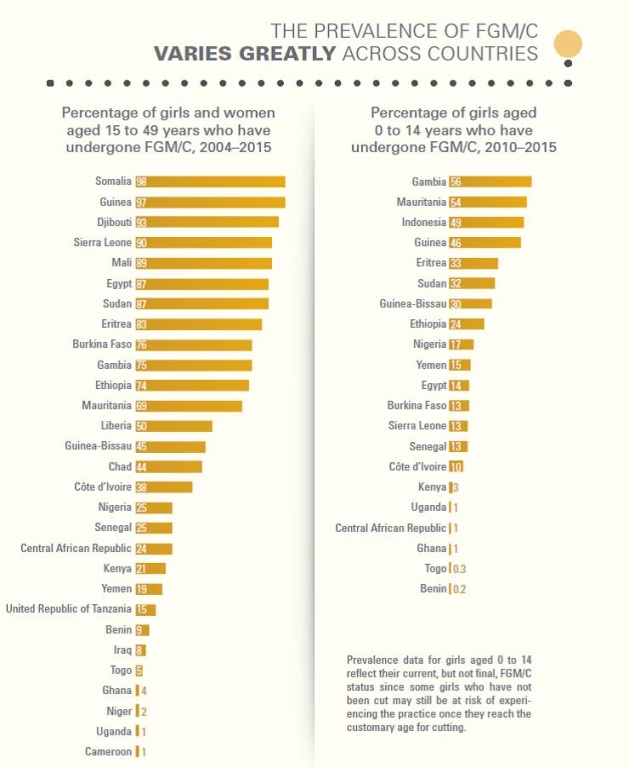 THE PREVALENCE OF FGM/C
VARIES GREATLY ACROSS COUNTRIES
Percentage of girls and women
aged 15 to 49 years who have
undergone FGM/C, 2004–2015
Somalia 98
Guinea 97
Djibouti 93
Sierra Leone 90
Mali 89
Egypt 87
Sudan 87
Eritrea 83
Burkina Faso 76
Gambia 75
Ethiopia 74
Mauritania 69
Liberia 50
Guinea-Bissau 45
Chad 44
Côte d'Ivoire 38
Nigeria 25
Senegal 25
Central African Republic 24
Kenya 21
Yemen 19
United Republic of Tanzania 15
Benin 9
Iraq 8
Togo 5
Ghana 4
Niger 2
Uganda 1
Cameroon 1
Percentage of girls aged
0 to 14 years who have
undergone FGM/C, 2010–2015
Gambia 56
Mauritania 54
Indonesia 49
Guinea 46
Eritrea 33
Sudan 32
Guinea-Bissau 30
Ethiopia 24
Nigeria 17
Yemen 15
Egypt 14
Burkina Faso 13
Sierra Leone 13
Senegal 13
Côte d'Ivoire 10
Kenya 3
Uganda 1
Central African Republic 1
Ghana 1
Togo 0.3
Benin 0.2
Prevalence data for girls aged 0 to 14
reflect their current, but not final, FGM/C
status since some girls who have not
been cut may still be at risk of experi-
encing the practice once they reach the
customary age for cutting.